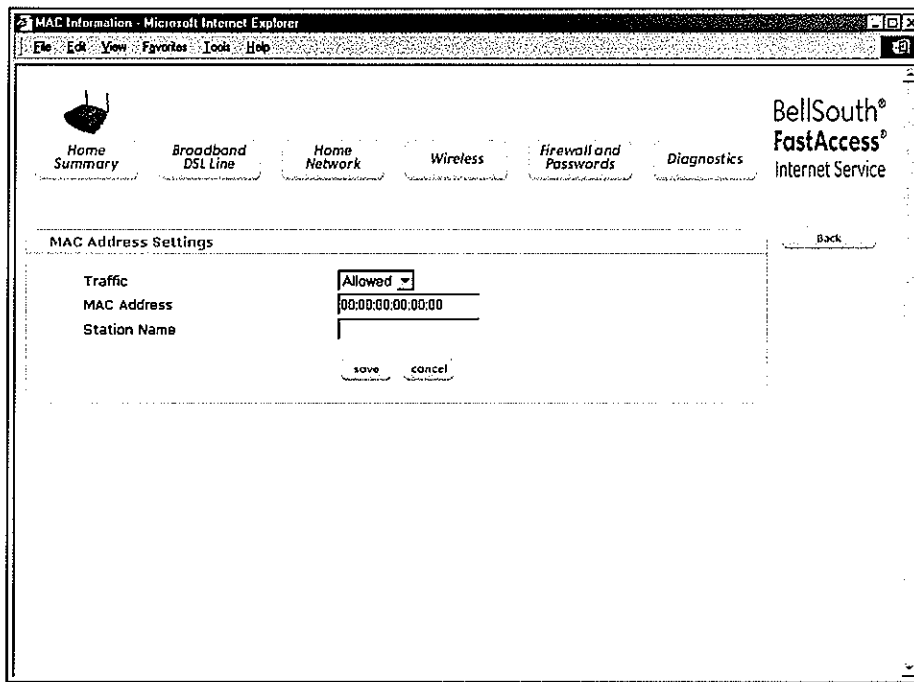 MAC Information - Microsoft Internet Explorer
File Edit View Favorites Tools Help
BellSouth®
FastAccess®
Internet Service
Home Summary
Broadband DSL Line
Home Network
Wireless
Firewall and Passwords
Diagnostics
MAC Address Settings
Back
Traffic Allowed
MAC Address 00:00:00:00:00:00
Station Name
save cancel